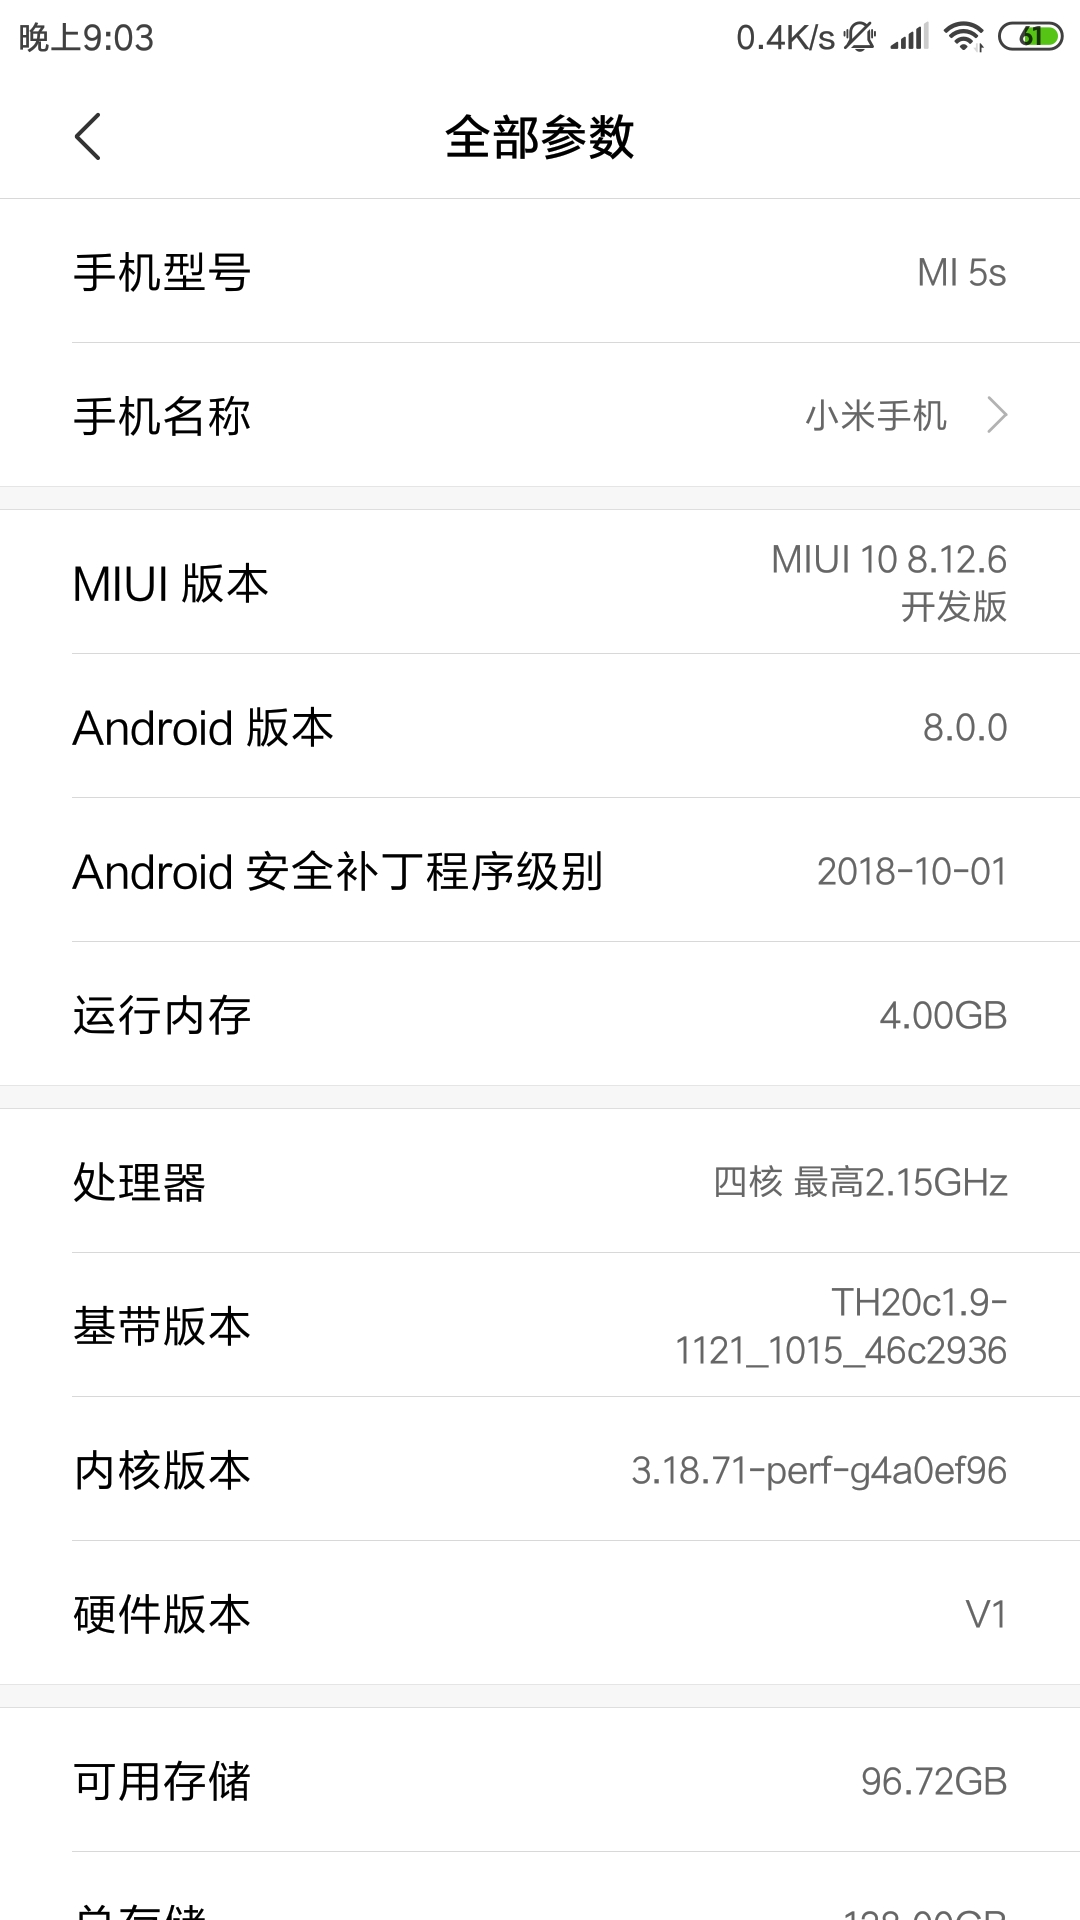 晚上9:03
0.4K/s
61
全部参数
手机型号
MI 5s
手机名称
小米手机
MIUI 版本
MIUI 10 8.12.6
开发版
Android 版本
8.0.0
Android 安全补丁程序级别
2018-10-01
运行内存
4.00GB
处理器
四核 最高2.15GHz
基带版本
TH20c1.9-
1121_1015_46c2936
内核版本
3.18.71-perf-g4a0ef96
硬件版本
V1
可用存储
96.72GB
总存储
128.00GB